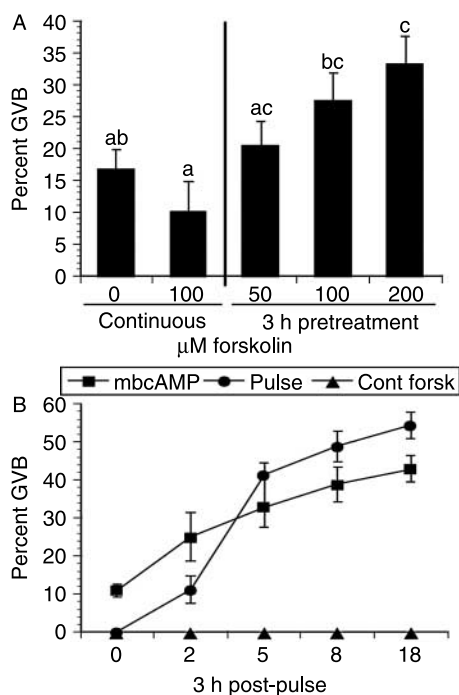 A
Percent GVB
40
35
30
25
20
15
10
5
0
ab
a
ac
bc
c
0 100 50 100 200
Continuous 3 h pretreatment
μM forskolin
mbcAMP Pulse Cont forsk
B
Percent GVB
60
50
40
30
20
10
0
0 2 5 8 18
3 h post-pulse